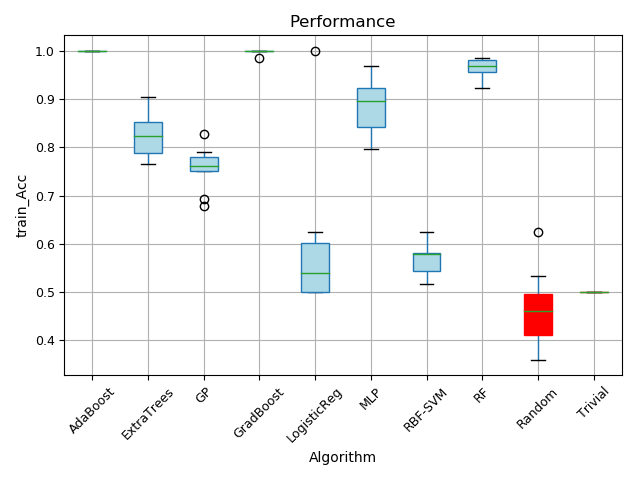 Performance
train_Acc
1.0
0.9
0.8
0.7
0.6
0.5
0.4
AdaBoost
ExtraTrees
GP
GradBoost
LogisticReg
MLP
RBF-SVM
RF
Random
Trivial
Algorithm